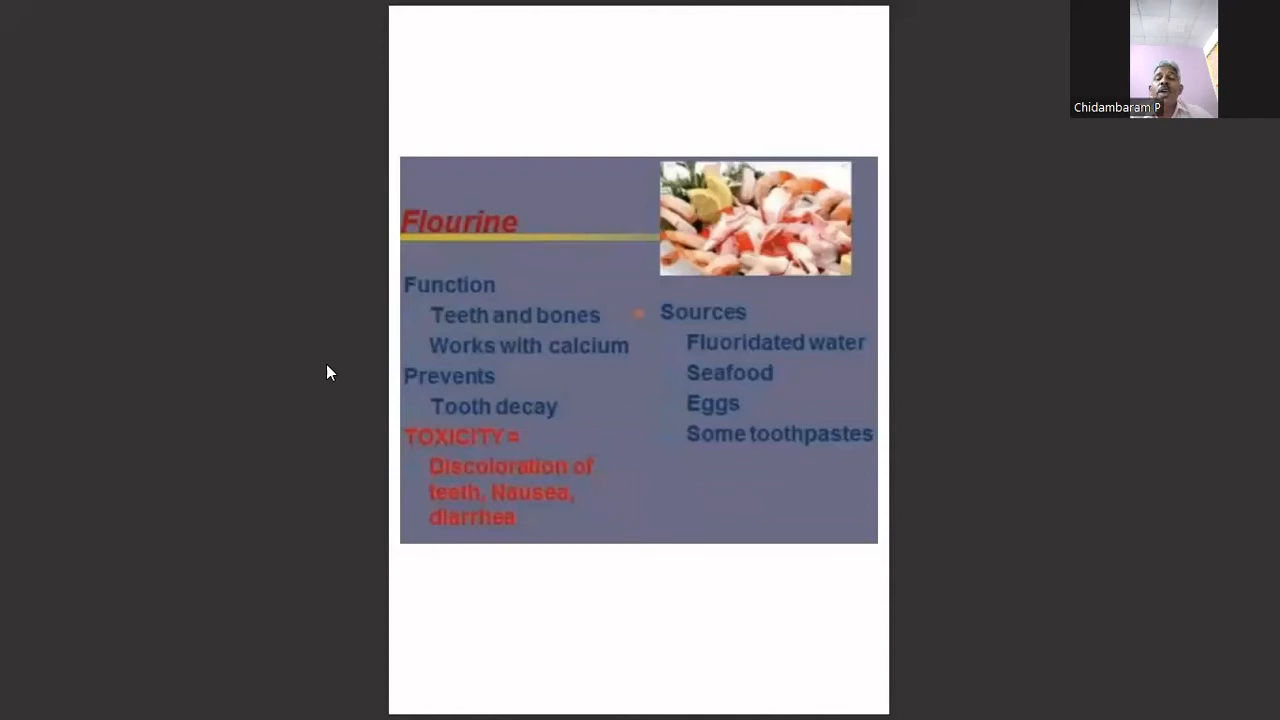 Chidambaram P
Flourine
Function
Teeth and bones
Works with calcium
Prevents
Tooth decay
TOXICITY =
Discoloration of
teeth, Nausea,
diarrhea
Sources
Fluoridated water
Seafood
Eggs
Some toothpastes